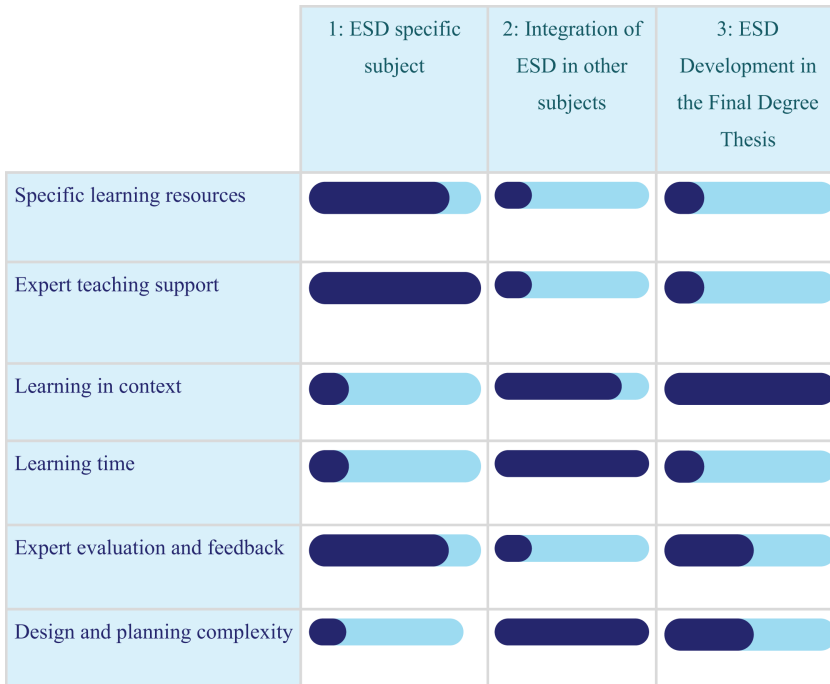 1: ESD specific
subject
2: Integration of
ESD in other
subjects
3: ESD
Development in
the Final Degree
Thesis
Specific learning resources
Expert teaching support
Learning in context
Learning time
Expert evaluation and feedback
Design and planning complexity